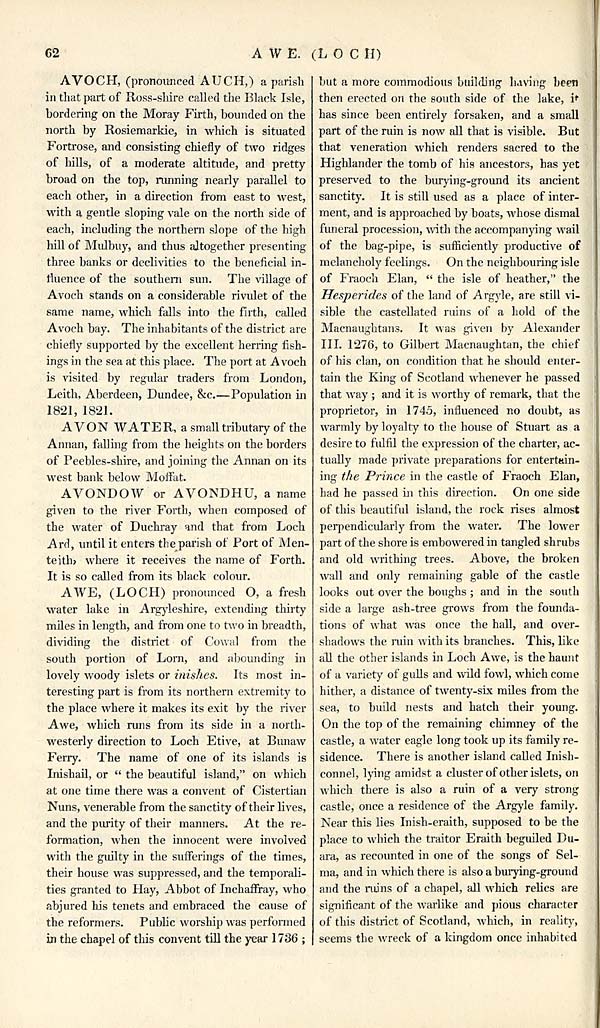 62
AWE. (LOCH)
AVOCH, (pronounced AUCH,) a parish
in that part of Ross-shire called the Black Isle,
bordering on the Moray Firth, bounded on the
north by Rosiemarkie, in which is situated
Fortrose, and consisting chiefly of two ridges
of hills, of a moderate altitude, and pretty
broad on the top, running nearly parallel to
each other, in a direction from east to west,
with a gentle sloping vale on the north side of
each, including the northern slope of the high
hill of Mulbuy, and thus altogether presenting
three banks or declivities to the beneficial in-
fluence of the southern sun. The village of
Avoch stands on a considerable rivulet of the
same name, which falls into the firth, called
Avoch bay. The inhabitants of the district are
chiefly supported by the excellent herring fish-
ings in the sea at this place. The port at Avoch
is visited by regular traders from London,
Leith, Aberdeen, Dundee, &c.—Population in
1821, 1821.
AVON WATER, a small tributary of the
Annan, falling from the heights on the borders
of Peebles-shire, and joining the Annan on its
west bank below Moffat.
AVONDOW or AVONDHU, a name
given to the river Forth, when composed of
the water of Duchray and that from Loch
Ard, until it enters the parish of Port of Men-
teith, where it receives the name of Forth.
It is so called from its black colour.
AWE, (LOCH) pronounced O, a fresh
water lake in Argyleshire, extending thirty
miles in length, and from one to two in breadth,
dividing the district of Cowal from the
south portion of Lorn, and abounding in
lovely woody islets or inishes. Its most in-
teresting part is from its northern extremity to
the place where it makes its exit by the river
Awe, which runs from its side in a north-
westerly direction to Loch Etive, at Bunaw
Ferry. The name of one of its islands is
Inishail, or “ the beautiful island,” on which
at one time there was a convent of Cistertian
Nuns, venerable from the sanctity of their lives,
and the purity of their manners. At the re-
formation, when the innocent were involved
with the guilty in the sufferings of the times,
their house was suppressed, and the temporali-
ties granted to Hay, Abbot of Inchaffray, who
abjured his tenets and embraced the cause of
the reformers. Public worship was performed
in the chapel of this convent till the year 1736 ;
but a more commodious building having been
then erected on the south side of the lake, it
has since been entirely forsaken, and a small
part of the ruin is now all that is visible. But
that veneration which renders sacred to the
Highlander the tomb of his ancestors, has yet
preserved to the burying-ground its ancient
sanctity. It is still used as a place of inter-
ment, and is approached by boats, whose dismal
funeral procession, with the accompanying wail
of the bag-pipe, is sufficiently productive of
melancholy feelings. On the neighbouring isle
of Fraoch Elan, “ the isle of heather,” the
Hesperides of the land of Argyle, are still vi-
sible the castellated ruins of a hold of the
Macnaughtans. It was given by Alexander
III. 1276, to Gilbert Macnaughtan, the chief
of his clan, on condition that he should enter-
tain the King of Scotland whenever he passed
that way ; and it is worthy of remark, that the
proprietor, in 1745, influenced no doubt, as
warmly by loyalty to the house of Stuart as a
desire to fulfil the expression of the charter, ac-
tually made private preparations for entertain-
ing the Prince in the castle of Fraoch Elan,
had he passed in this direction. On one side
of this beautiful island, the rock rises almost
perpendicularly from the water. The lower
part of the shore is embowered in tangled shrubs
and old writhing trees. Above, the broken
wall and only remaining gable of the castle
looks out over the boughs ; and in the south
side a large ash-tree grows from the founda-
tions of what was once the hall, and over-
shadows the ruin with its branches. This, like
all the other islands in Loch Awe, is the haunt
of a variety of gulls and wild fowl, which come
hither, a distance of twenty-six miles from the
sea, to build nests and hatch their young.
On the top of the remaining chimney of the
castle, a water eagle long took up its family re-
sidence. There is another island called Inish-
connel, lying amidst a cluster of other islets, on
which there is also a ruin of a very strong
castle, once a residence of the Argyle family.
Near this lies Inish-eraith, supposed to be the
place to which the traitor Eraith beguiled Du-
ara, as recounted in one of the songs of Sel-
ma, and in which there is also a burying-ground
and the ruins of a chapel, all which relics are
significant of the warlike and pious character
of this district of Scotland, which, in reality,
seems the wreck of a kingdom once inhabited